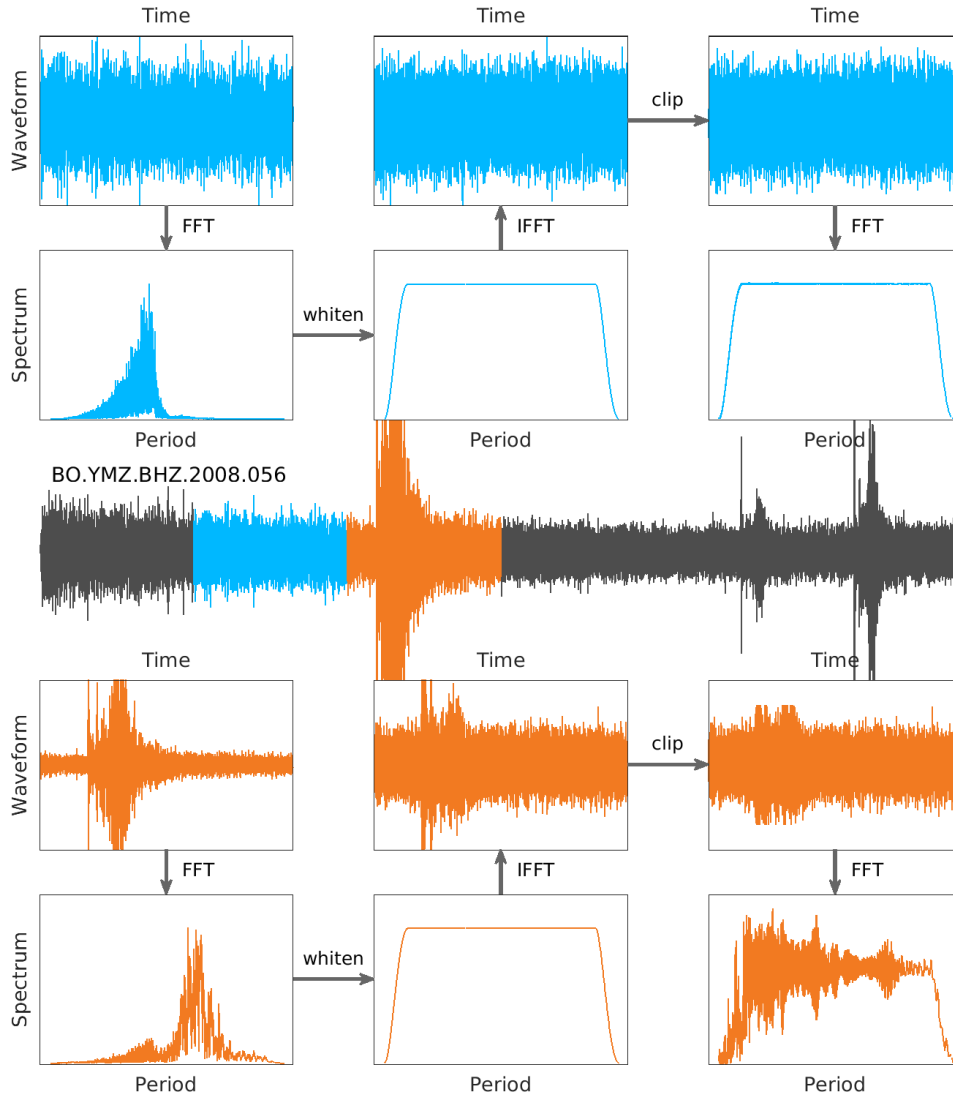 Time Time Time
Waveform
clip
FFT IFFT FFT
Spectrum
whiten
Period Period Period
BO.YMZ.BHZ.2008.056
Time Time Time
Waveform
clip
FFT IFFT FFT
Spectrum
whiten
Period Period Period